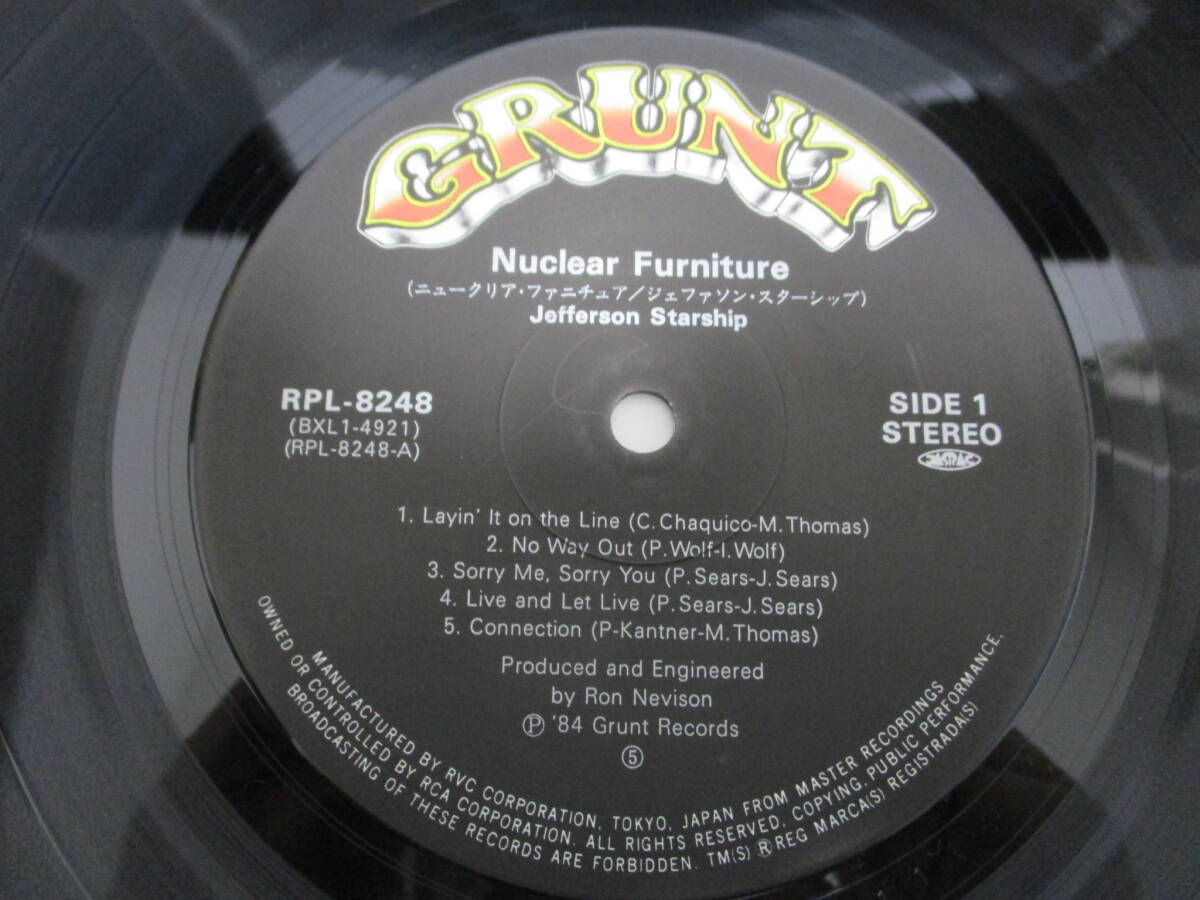 GRUNT
Nuclear Furniture
(ニュークリア・ファニチュア/ジェファソン・スターシップ)
Jefferson Starship
RPL-8248
(BXL1-4921)
(RPL-8248-A)
SIDE 1
STEREO
JASRAC
1. Layin' It on the Line (C. Chaquico-M. Thomas)
2. No Way Out (P. Wolf-I. Wolf)
3. Sorry Me, Sorry You (P. Sears-J. Sears)
4. Live and Let Live (P. Sears-J. Sears)
5. Connection (P-Kantner-M. Thomas)
Produced and Engineered
by Ron Nevison
Ⓟ '84 Grunt Records
⑤
MANUFACTURED BY RVC CORPORATION, TOKYO, JAPAN FROM MASTER RECORDINGS
OWNED OR CONTROLLED BY RCA CORPORATION. ALL RIGHTS RESERVED. COPYING, PUBLIC PERFORMANCE.
BROADCASTING OF THESE RECORDS ARE FORBIDDEN. TM(S) ® REG MARCA(S) REGISTRADA(S)